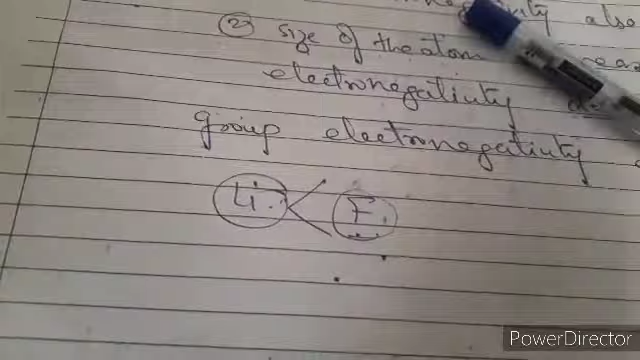 also
② size of the atom
electronegativity
group electronegativity
Li < F
PowerDirector